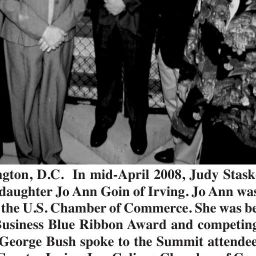 ngton, D.C. In mid-April 2008, Judy Stask
daughter Jo Ann Goin of Irving. Jo Ann was
the U.S. Chamber of Commerce. She was be
Business Blue Ribbon Award and competing
George Bush spoke to the Summit attendee